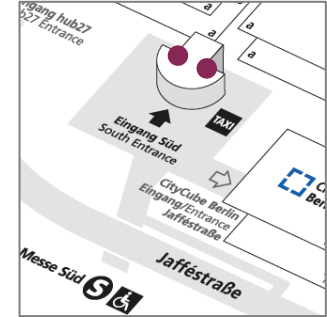 Eingang hub27
hub27 Entrance
a
a
a
a
TAXI
Eingang Süd
South Entrance
CityCube Berlin
Eingang/Entrance
Jafféstraße
Jafféstraße
Messe Süd S